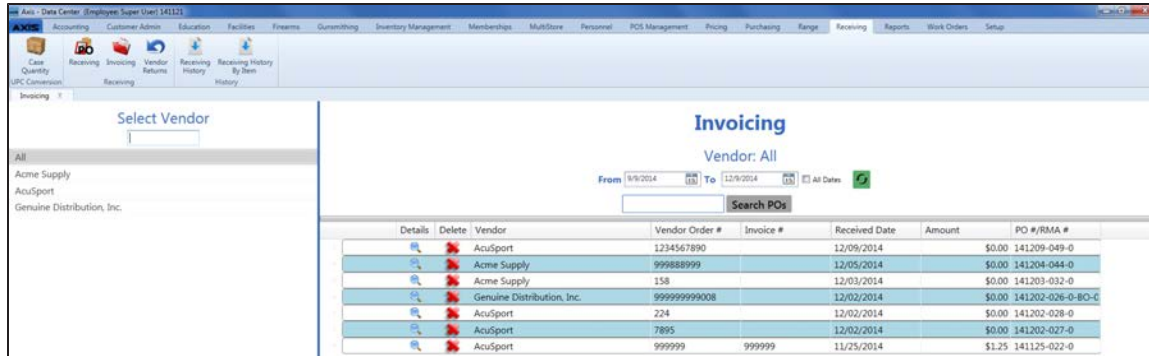 Axis - Data Center (Employee: Super User) 141121
AXIS Accounting Customer Admin Education Facilities Firearms Gunsmithing Inventory Management Memberships MultiStore Personnel POS Management Pricing Purchasing Range Receiving Reports Work Orders Setup
Case Quantity Receiving Invoicing Vendor Returns Receiving History Receiving History By Item
UPC Conversion Receiving History
Invoicing X
Select Vendor
All
Acme Supply
AcuSport
Genuine Distribution, Inc.
Invoicing
Vendor: All
From 9/9/2014 15 To 12/9/2014 15 All Dates
Search POs
Details Delete Vendor Vendor Order # Invoice # Received Date Amount PO #/RMA #
AcuSport 1234567890 12/09/2014 $0.00 141209-049-0
Acme Supply 999888999 12/05/2014 $0.00 141204-044-0
Acme Supply 158 12/03/2014 $0.00 141203-032-0
Genuine Distribution, Inc. 999999999008 12/02/2014 $0.00 141202-026-0-BO-0
AcuSport 224 12/02/2014 $0.00 141202-028-0
AcuSport 7895 12/02/2014 $0.00 141202-027-0
AcuSport 999999 999999 11/25/2014 $1.25 141125-022-0